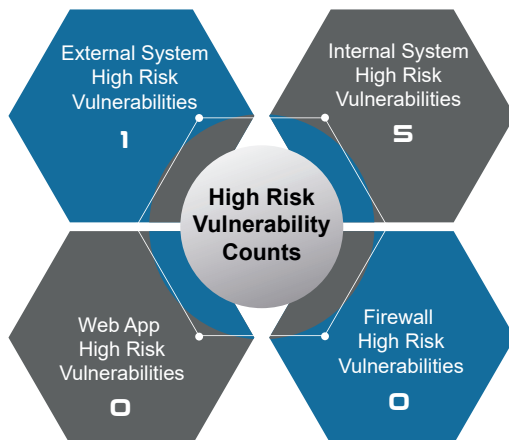 External System
High Risk
Vulnerabilities
1
Internal System
High Risk
Vulnerabilities
5
High Risk
Vulnerability
Counts
Web App
High Risk
Vulnerabilities
0
Firewall
High Risk
Vulnerabilities
0